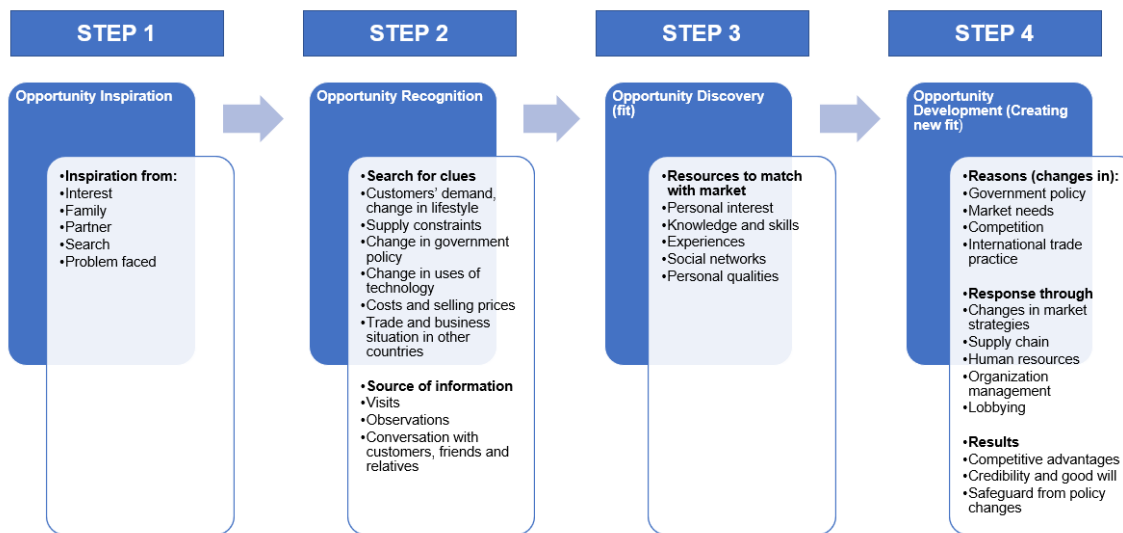 STEP 1
Opportunity Inspiration
•Inspiration from:
•Interest
•Family
•Partner
•Search
•Problem faced
STEP 2
Opportunity Recognition
•Search for clues
•Customers' demand,
change in lifestyle
•Supply constraints
•Change in government
policy
•Change in uses of
technology
•Costs and selling prices
•Trade and business
situation in other
countries
•Source of information
•Visits
•Observations
•Conversation with
customers, friends and
relatives
STEP 3
Opportunity Discovery
(fit)
•Resources to match
with market
•Personal interest
•Knowledge and skills
•Experiences
•Social networks
•Personal qualities
STEP 4
Opportunity
Development (Creating
new fit)
•Reasons (changes in):
•Government policy
•Market needs
•Competition
•International trade
practice
•Response through
•Changes in market
strategies
•Supply chain
•Human resources
•Organization
management
•Lobbying
•Results
•Competitive advantages
•Credibility and good will
•Safeguard from policy
changes